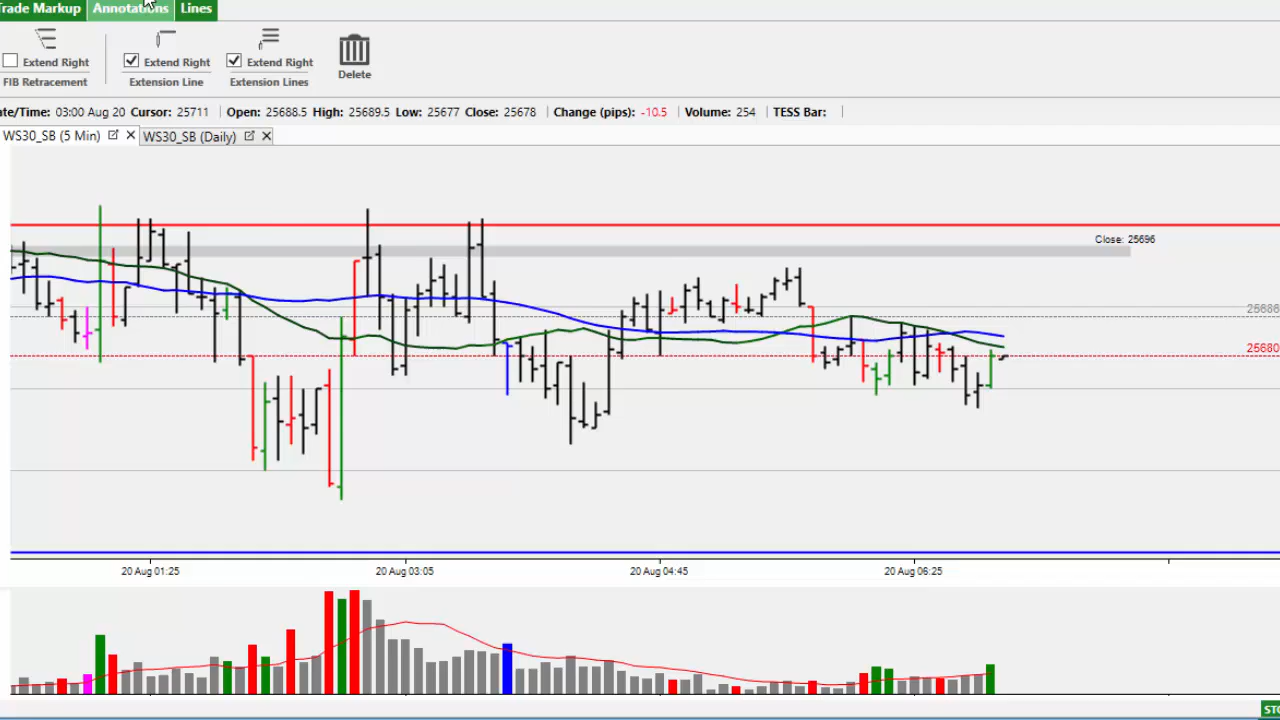 Trade Markup Annotations Lines
Extend Right Extend Right Extend Right
FIB Retracement Extension Line Extension Lines Delete
ate/Time: 03:00 Aug 20 Cursor: 25711 Open: 25688.5 High: 25689.5 Low: 25677 Close: 25678 Change (pips): -10.5 Volume: 254 TESS Bar:
WS30_SB (5 Min) WS30_SB (Daily)
Close: 25696
25688
25680
20 Aug 01:25 20 Aug 03:05 20 Aug 04:45 20 Aug 06:25
STO